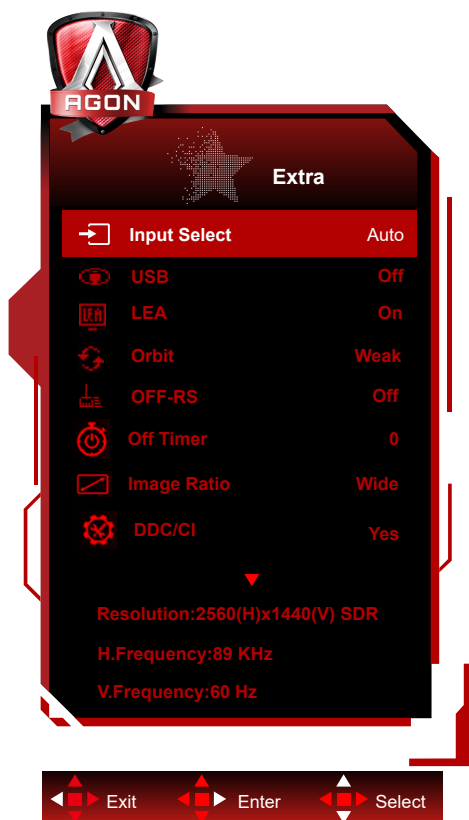 AGON
Extra
Input Select Auto
USB Off
LEA On
Orbit Weak
OFF-RS Off
Off Timer 0
Image Ratio Wide
DDC/CI Yes
Resolution:2560(H)x1440(V) SDR
H.Frequency:89 KHz
V.Frequency:60 Hz
Exit Enter Select